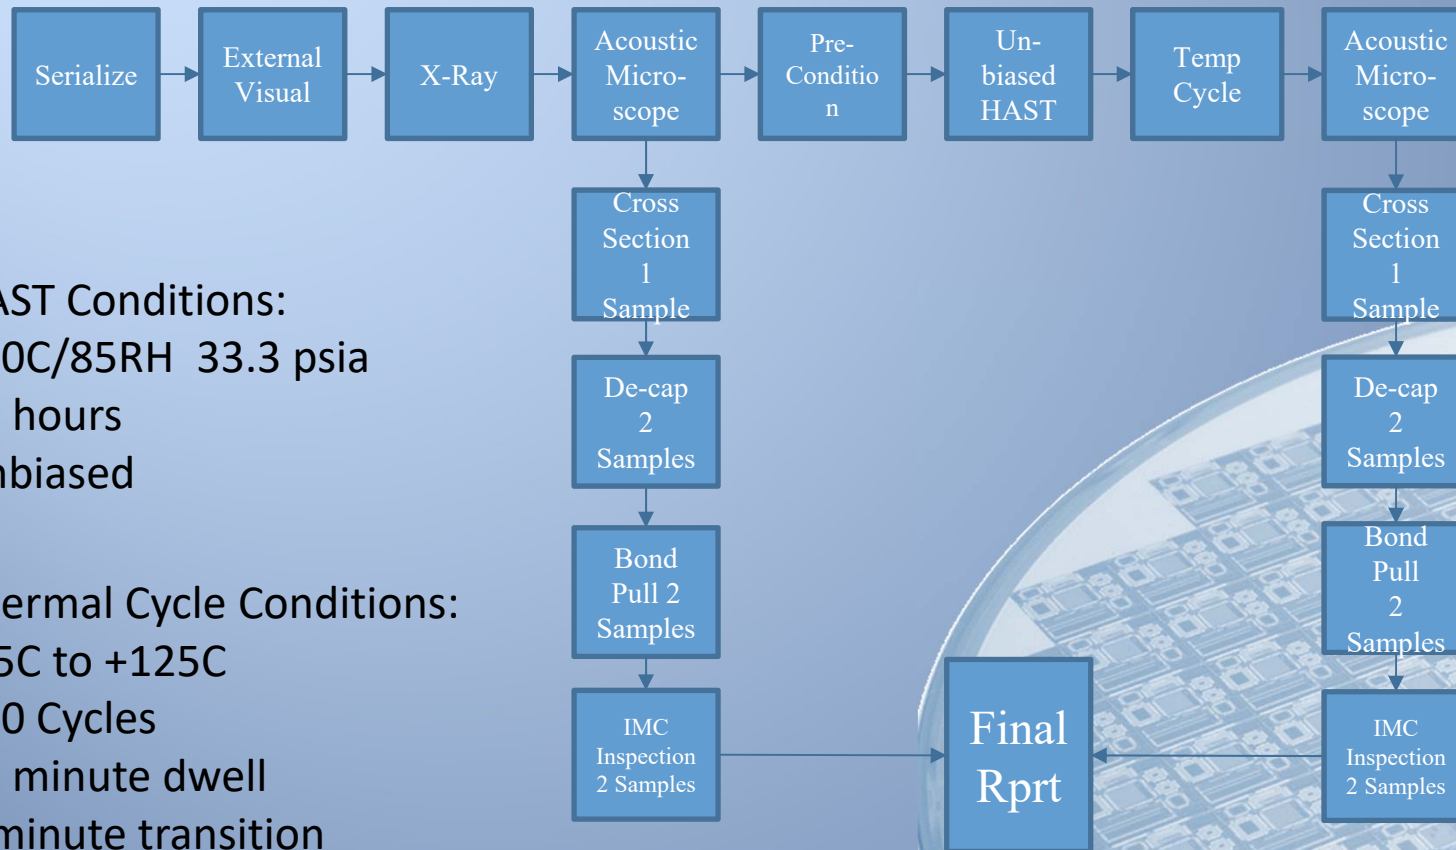 Serialize
External
Visual
X-Ray
Acoustic
Micro-
scope
Pre-
Conditio
n
Un-
biased
HAST
Temp
Cycle
Acoustic
Micro-
scope
Cross
Section
1
Sample
De-cap
2
Samples
Bond
Pull 2
Samples
IMC
Inspection
2 Samples
Cross
Section
1
Sample
De-cap
2
Samples
Bond
Pull
2
Samples
IMC
Inspection
2 Samples
Final
Rprt
AST Conditions:
0C/85RH 33.3 psia
hours
nbiased
ermal Cycle Conditions:
5C to +125C
0 Cycles
minute dwell
minute transition